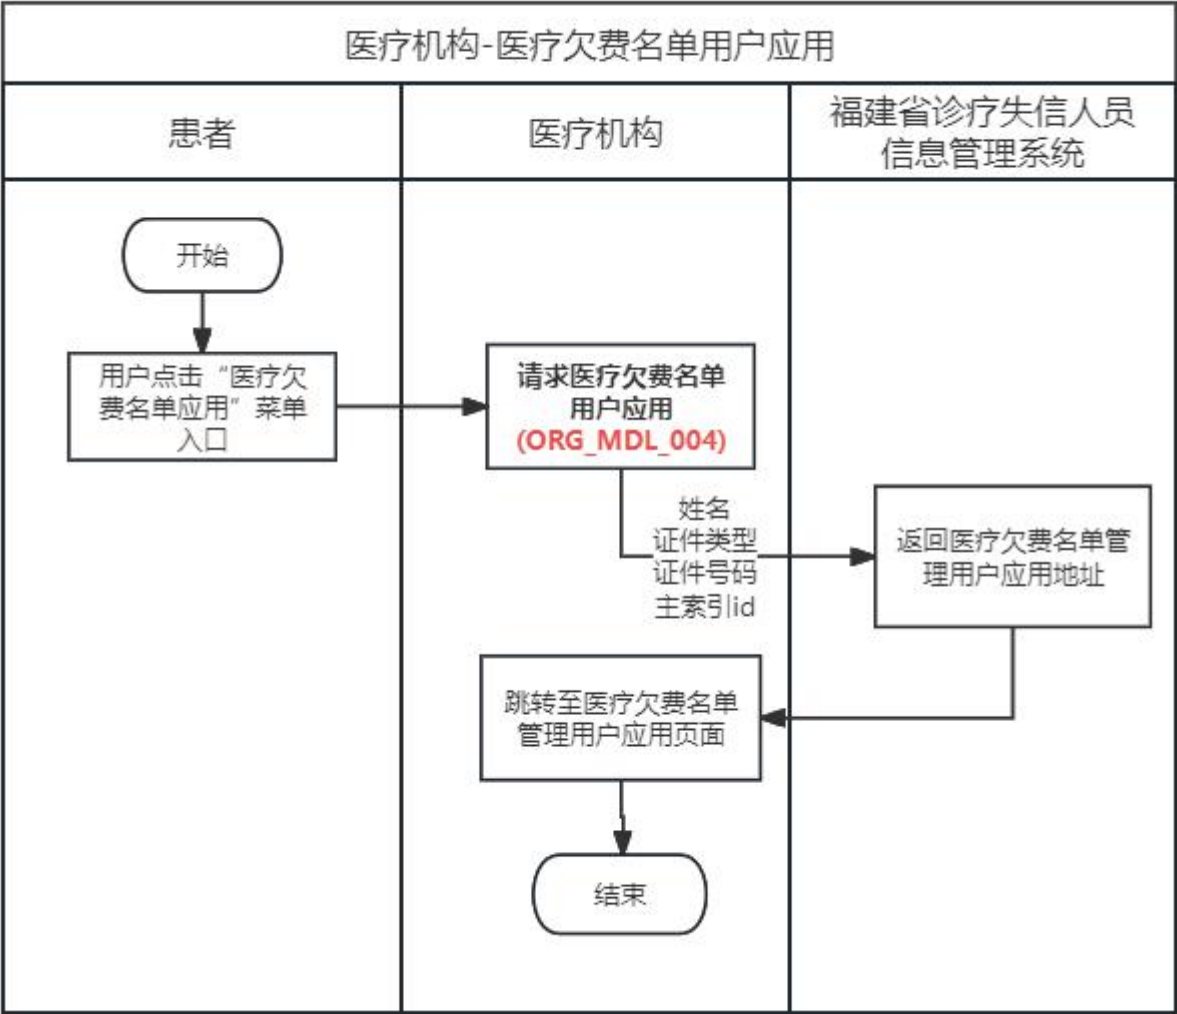 医疗机构-医疗欠费名单用户应用
患者
医疗机构
福建省诊疗失信人员
信息管理系统
开始
用户点击“医疗欠
费名单应用”菜单
入口
请求医疗欠费名单
用户应用
(ORG_MDL_004)
姓名
证件类型
证件号码
主索引id
返回医疗欠费名单管
理用户应用地址
跳转至医疗欠费名单
管理用户应用页面
结束